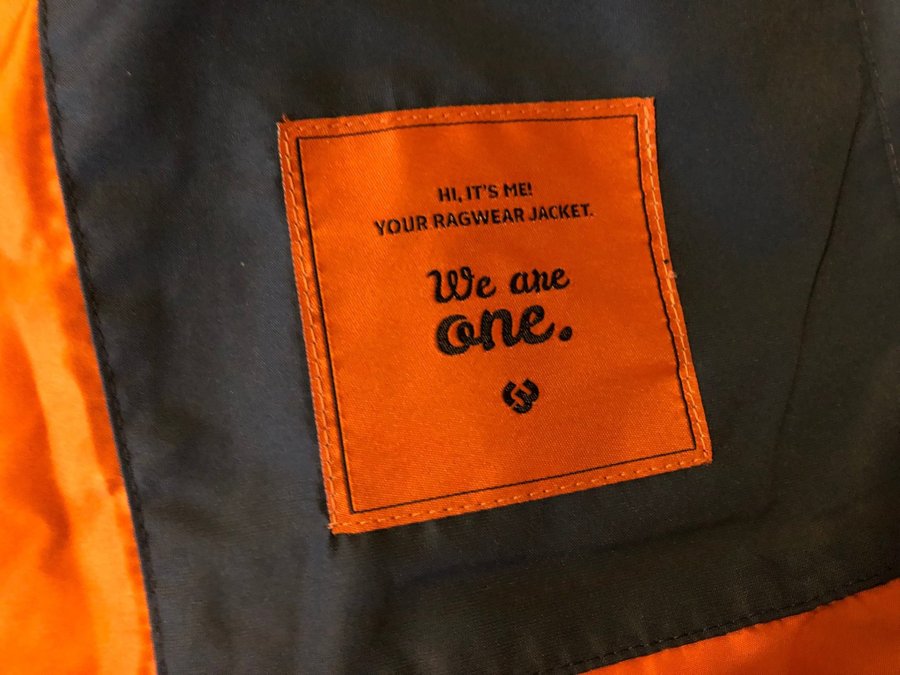 HI, IT'S ME!
YOUR RAGWEAR JACKET.
We are
one.